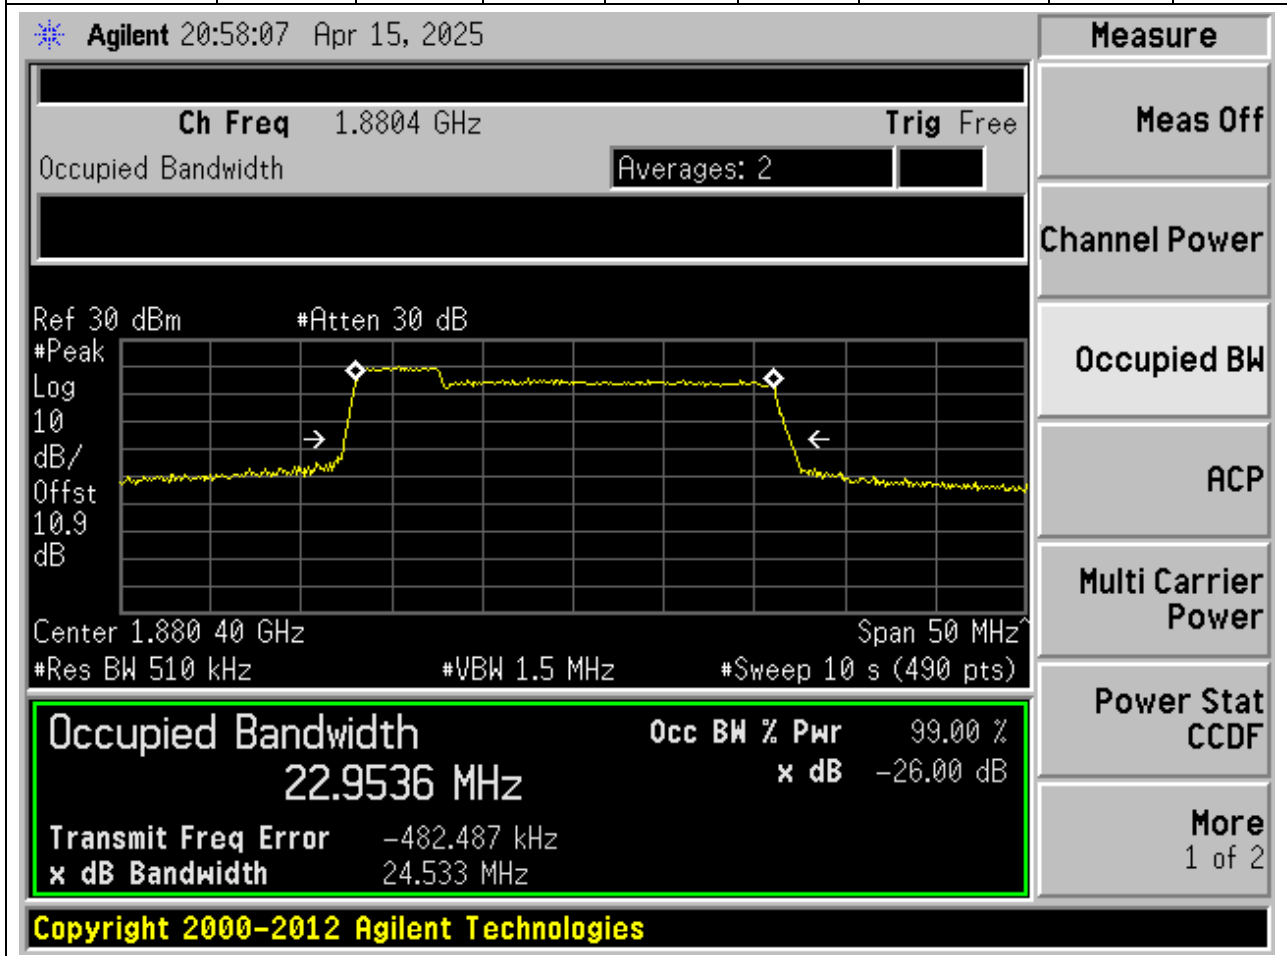 Agilent 20:58:07 Apr 15, 2025
Measure
Ch Freq 1.8804 GHz
Trig Free
Meas Off
Occupied Bandwidth
Averages: 2
Channel Power
Ref 30 dBm
#Atten 30 dB
#Peak
Log
10
dB/
Offst
10.9
dB
Occupied BW
ACP
Center 1.880 40 GHz
Span 50 MHz^
#Res BW 510 kHz
#VBW 1.5 MHz
#Sweep 10 s (490 pts)
Multi Carrier
Power
Occupied Bandwidth
22.9536 MHz
Occ BW % Pwr 99.00 %
x dB -26.00 dB
Transmit Freq Error -482.487 kHz
x dB Bandwidth 24.533 MHz
Power Stat
CCDF
More
1 of 2
Copyright 2000-2012 Agilent Technologies